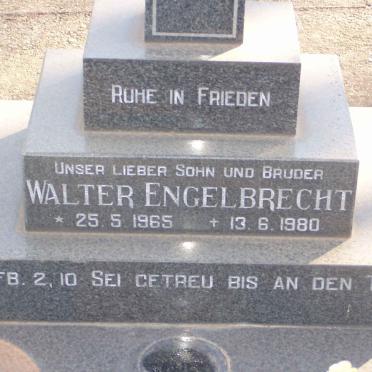 RUHE IN FRIEDEN
UNSER LIEBER SOHN UND BRUDER
WALTER ENGELBRECHT
* 25. 5. 1965 + 13. 6. 1980
FB. 2, 10 SEI GETREU BIS AN DEN T